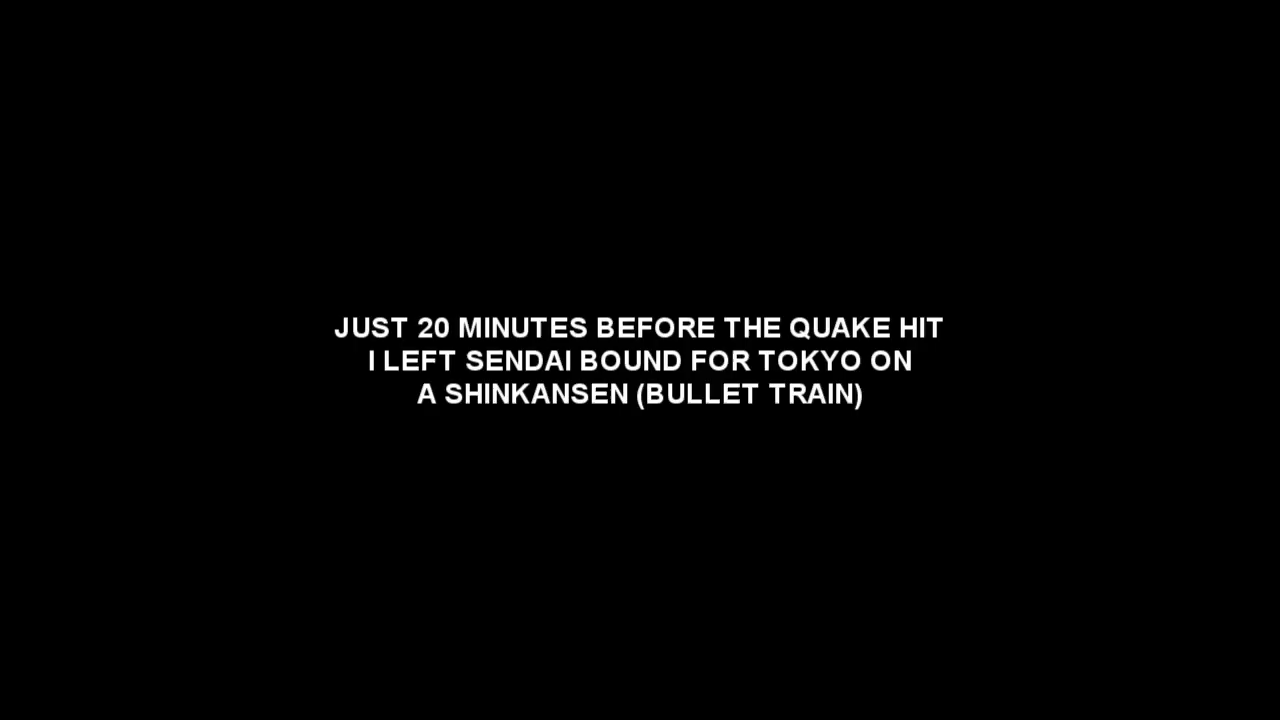 JUST 20 MINUTES BEFORE THE QUAKE HIT
I LEFT SENDAI BOUND FOR TOKYO ON
A SHINKANSEN (BULLET TRAIN)